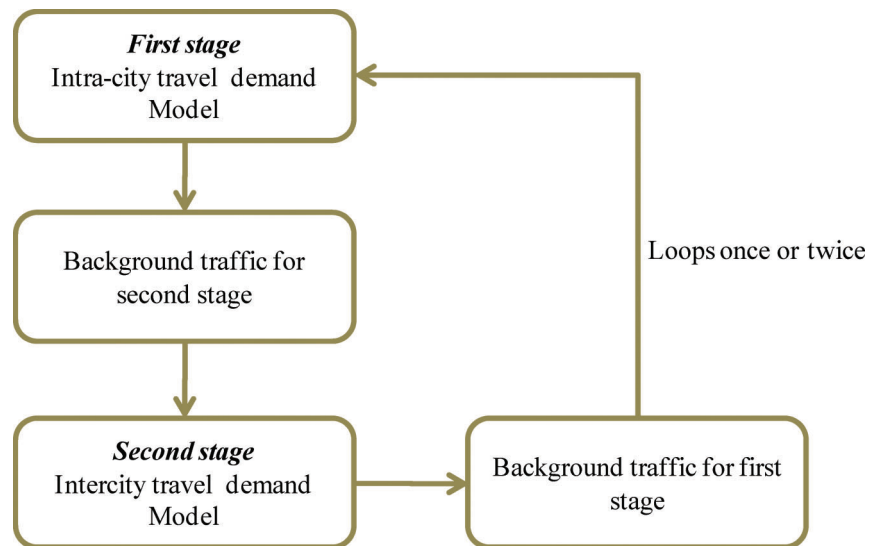 First stage
Intra-city travel demand
Model
Background traffic for
second stage
Loops once or twice
Second stage
Intercity travel demand
Model
Background traffic for first
stage